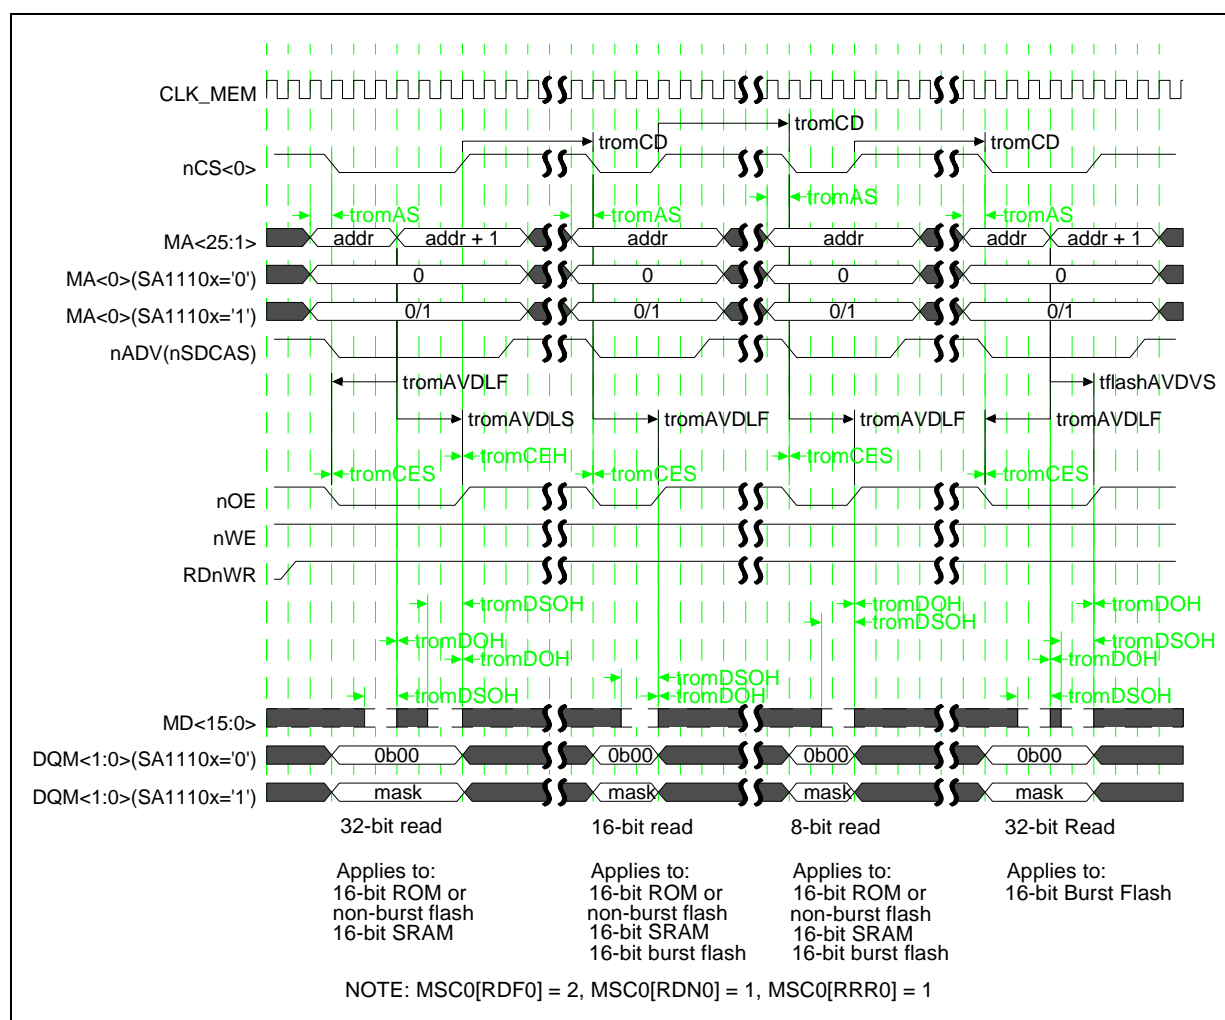 CLK_MEM
tromCD
tromCD
tromCD
nCS<0>
tromAS
tromAS
tromAS
tromAS
MA<25:1>
addr
addr + 1
addr
addr
addr
addr + 1
MA<0>(SA1110x='0')
0
0
0
0
MA<0>(SA1110x='1')
0/1
0/1
0/1
0/1
nADV(nSDCAS)
tromAVDLF
tflashAVDVS
tromAVDLS
tromAVDLF
tromAVDLF
tromAVDLF
tromCEH
tromCES
tromCES
tromCES
tromCES
nOE
nWE
RDnWR
tromDSOH
tromDOH
tromDOH
tromDSOH
tromDOH
tromDSOH
tromDOH
tromDOH
tromDSOH
tromDSOH
tromDOH
tromDSOH
MD<15:0>
DQM<1:0>(SA1110x='0')
0b00
0b00
0b00
0b00
DQM<1:0>(SA1110x='1')
mask
mask
mask
mask
32-bit read
16-bit read
8-bit read
32-bit Read
Applies to:
16-bit ROM or
non-burst flash
16-bit SRAM
Applies to:
16-bit ROM or
non-burst flash
16-bit SRAM
16-bit burst flash
Applies to:
16-bit ROM or
non-burst flash
16-bit SRAM
16-bit burst flash
Applies to:
16-bit Burst Flash
NOTE: MSC0[RDF0] = 2, MSC0[RDN0] = 1, MSC0[RRR0] = 1